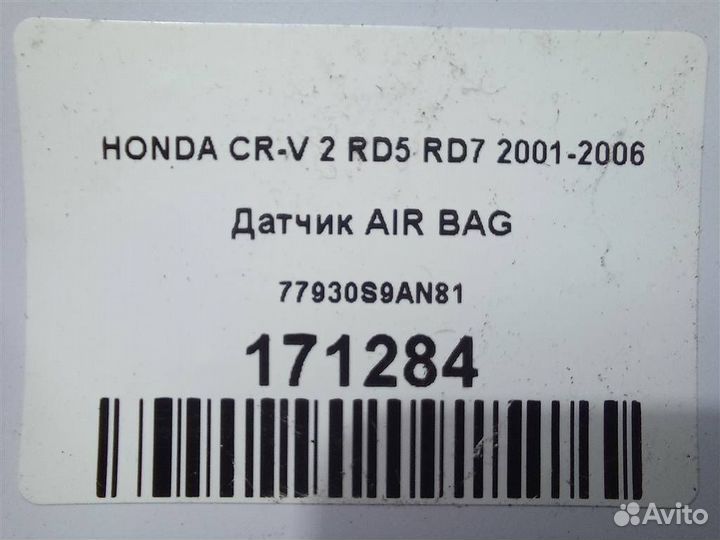 HONDA CR-V 2 RD5 RD7 2001-2006
Датчик AIR BAG
77930S9AN81
171284
Avito